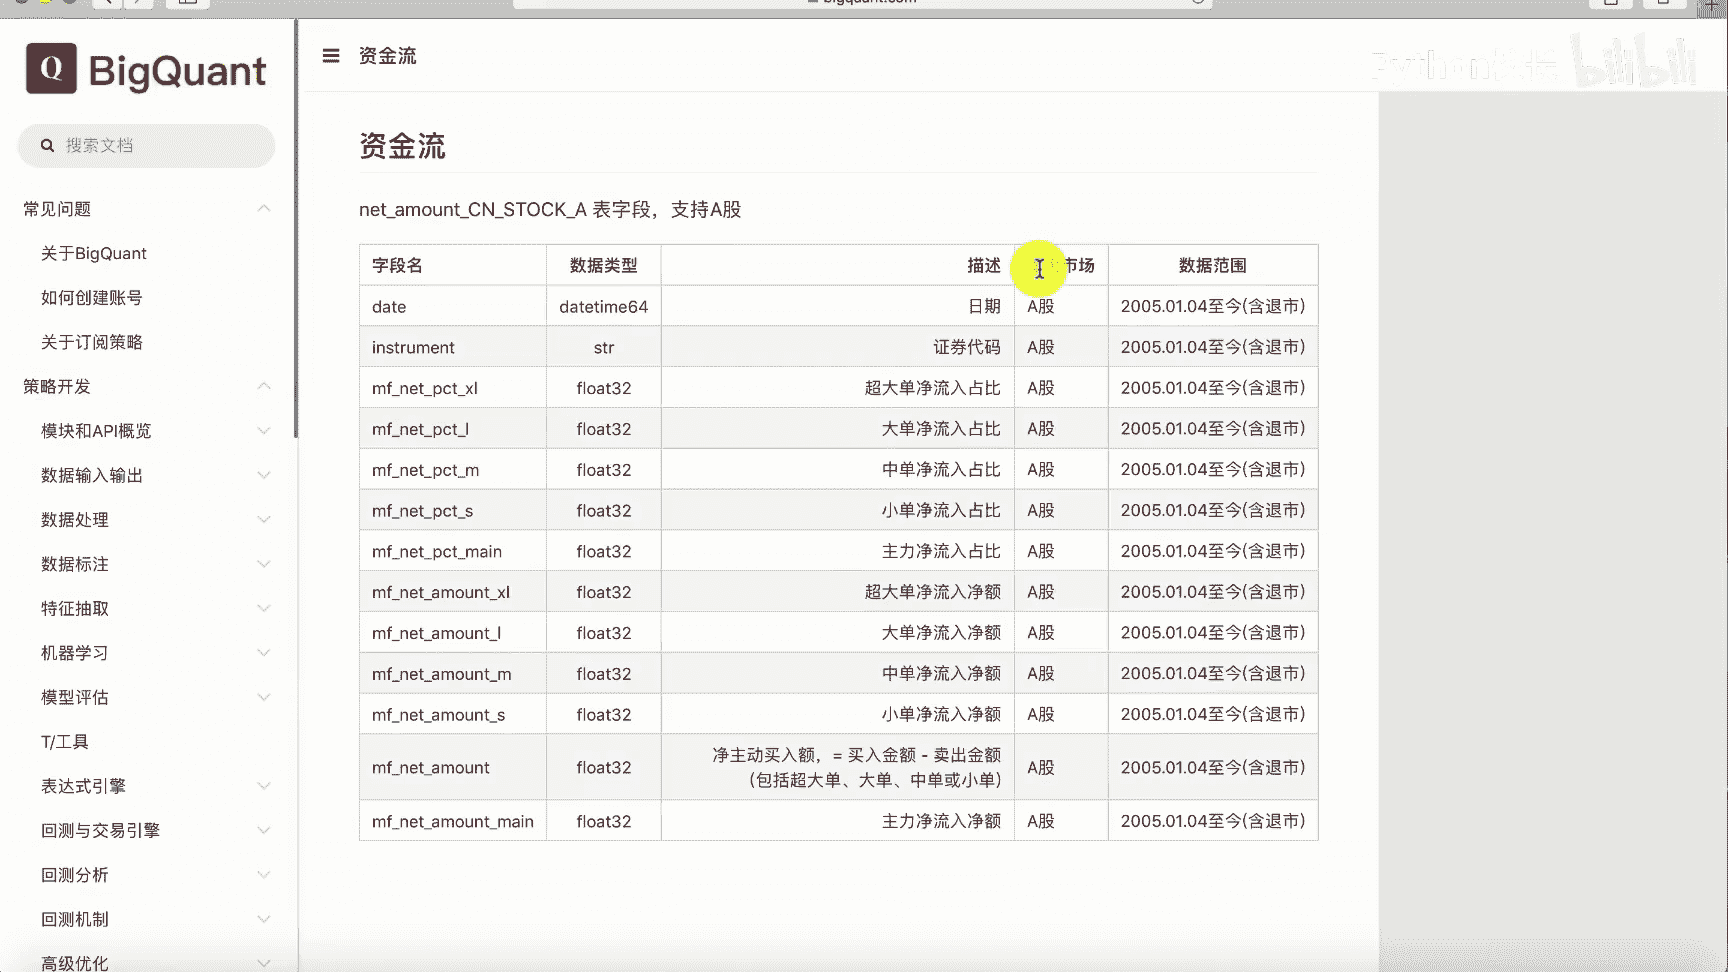 bigquant.com
Q BigQuant
搜索文档
常见问题
关于BigQuant
如何创建账号
关于订阅策略
策略开发
模块和API概览
数据输入输出
数据处理
数据标注
特征抽取
机器学习
模型评估
T/工具
表达式引擎
回测与交易引擎
回测分析
回测机制
高级优化
资金流
Python bilibili
资金流
net_amount_CN_STOCK_A 表字段，支持A股
字段名 数据类型 描述 市场 数据范围
date datetime64 日期 A股 2005.01.04至今(含退市)
instrument str 证券代码 A股 2005.01.04至今(含退市)
mf_net_pct_xl float32 超大单净流入占比 A股 2005.01.04至今(含退市)
mf_net_pct_l float32 大单净流入占比 A股 2005.01.04至今(含退市)
mf_net_pct_m float32 中单净流入占比 A股 2005.01.04至今(含退市)
mf_net_pct_s float32 小单净流入占比 A股 2005.01.04至今(含退市)
mf_net_pct_main float32 主力净流入占比 A股 2005.01.04至今(含退市)
mf_net_amount_xl float32 超大单净流入净额 A股 2005.01.04至今(含退市)
mf_net_amount_l float32 大单净流入净额 A股 2005.01.04至今(含退市)
mf_net_amount_m float32 中单净流入净额 A股 2005.01.04至今(含退市)
mf_net_amount_s float32 小单净流入净额 A股 2005.01.04至今(含退市)
mf_net_amount float32 净主动买入额，= 买入金额 - 卖出金额 A股 2005.01.04至今(含退市)
(包括超大单、大单、中单或小单)
mf_net_amount_main float32 主力净流入净额 A股 2005.01.04至今(含退市)